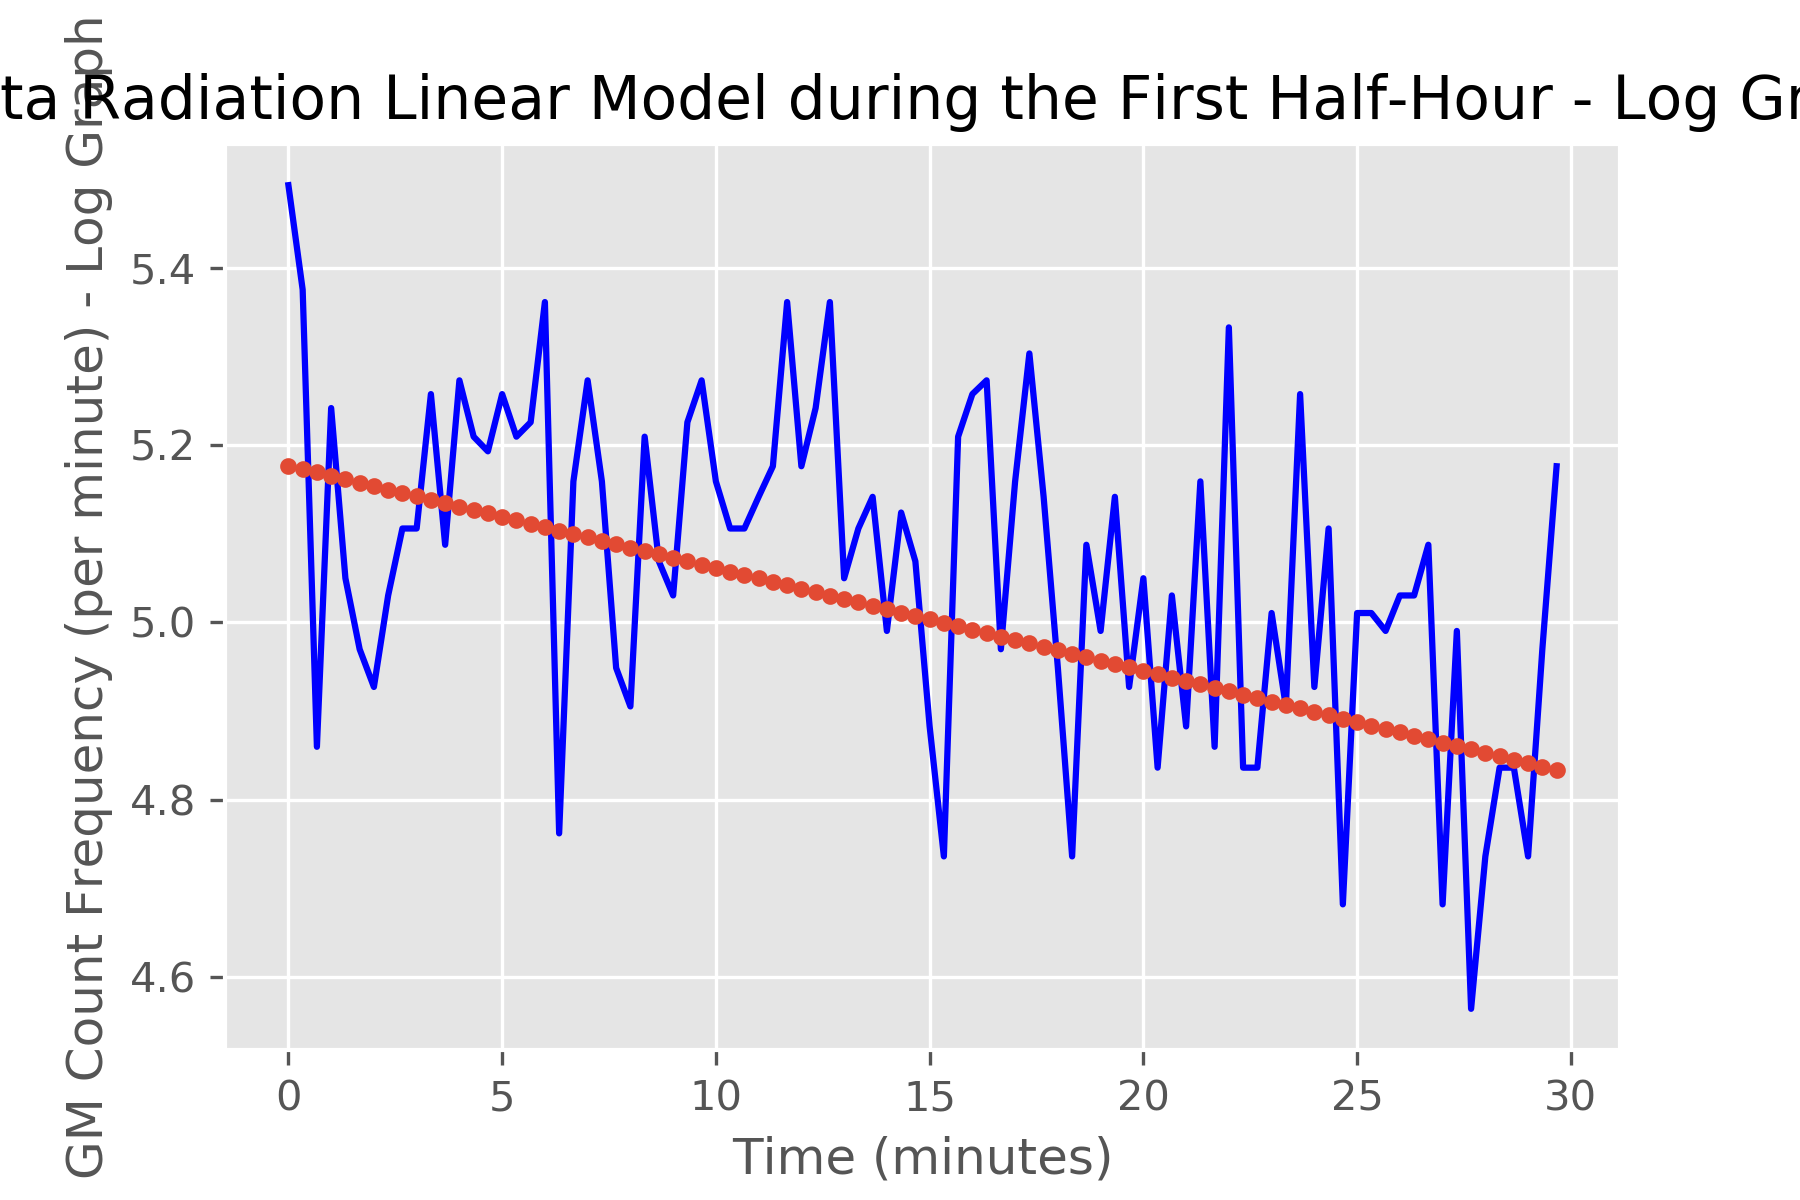 ta Radiation Linear Model during the First Half-Hour - Log Gr
GM Count Frequency (per minute) - Log Graph
5.4
5.2
5.0
4.8
4.6
0 5 10 15 20 25 30
Time (minutes)